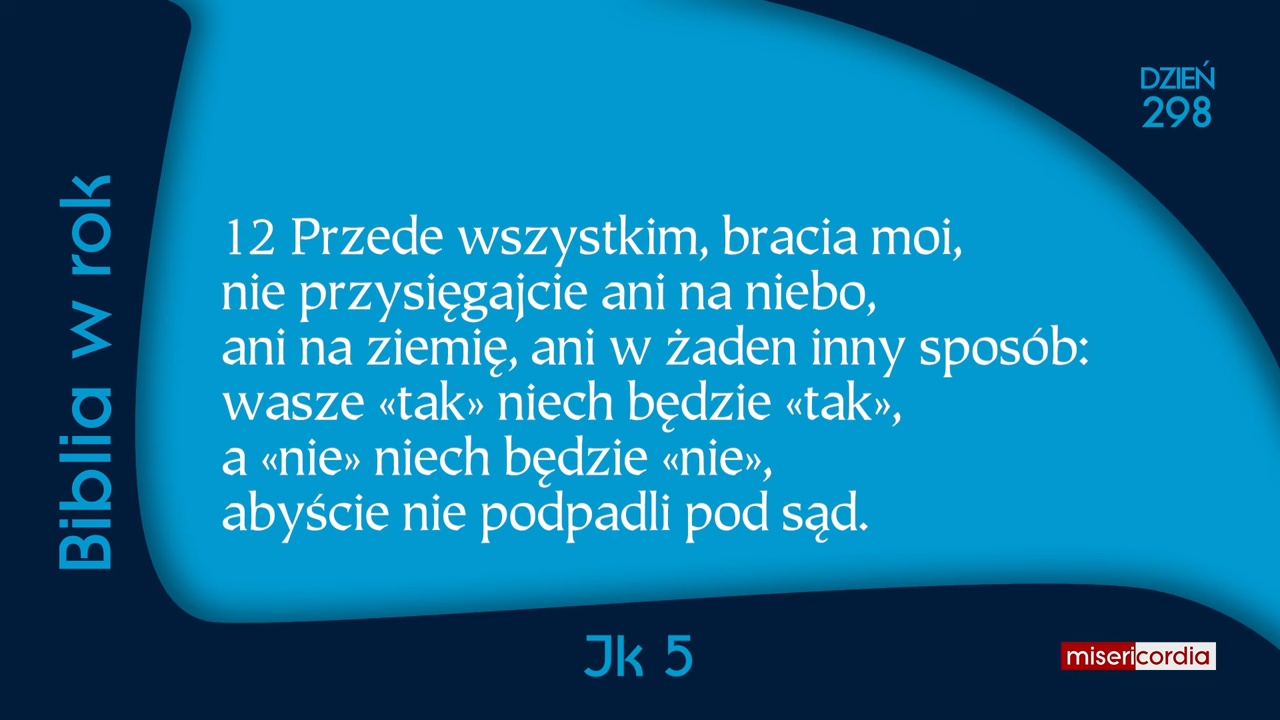 DZIEŃ
298
Biblia w rok
12 Przede wszystkim, bracia moi,
nie przysięgajcie ani na niebo,
ani na ziemię, ani w żaden inny sposób:
wasze «tak» niech będzie «tak»,
a «nie» niech będzie «nie»,
abyście nie podpadli pod sąd.
Jk 5
misericordia